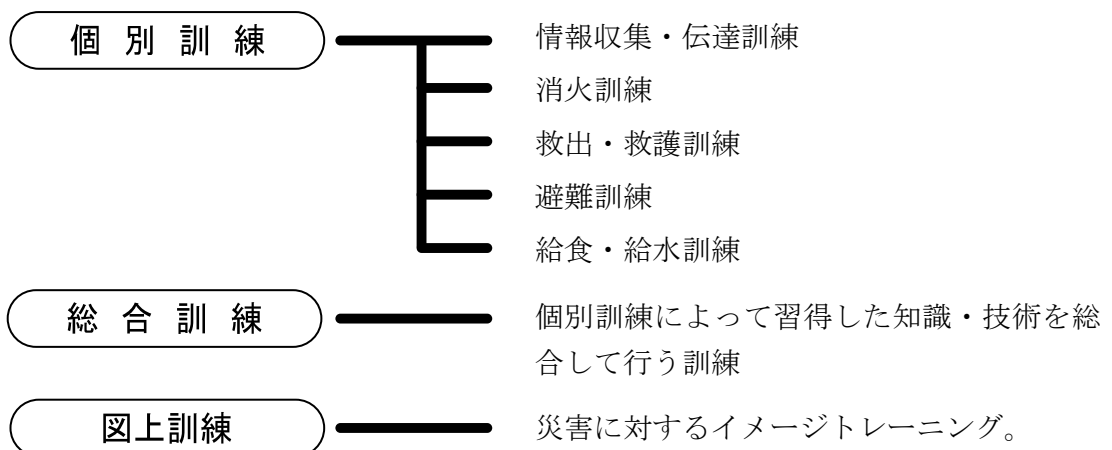 個別訓練
情報収集・伝達訓練
消火訓練
救出・救護訓練
避難訓練
給食・給水訓練
総合訓練
個別訓練によって習得した知識・技術を総
合して行う訓練
図上訓練
災害に対するイメージトレーニング。